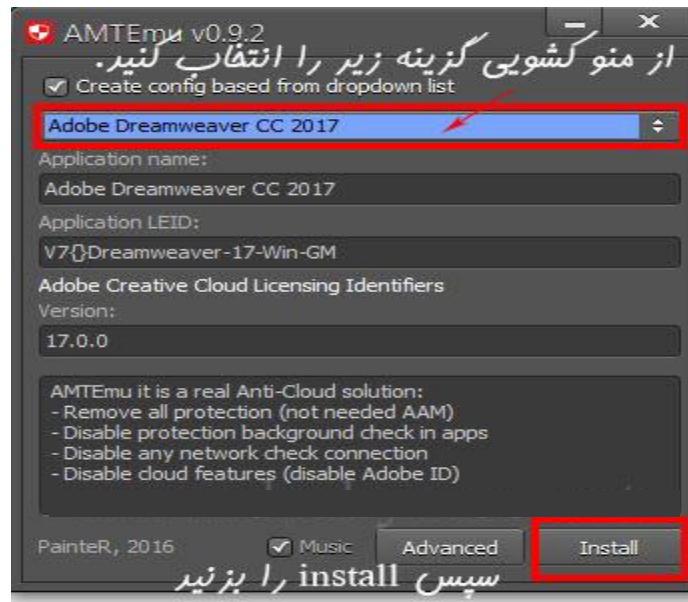 AMTEmu v0.9.2
از منو کشویی گزینه زیر را انتخاب کنید.
Create config based from dropdown list
Adobe Dreamweaver CC 2017
Application name:
Adobe Dreamweaver CC 2017
Application LEID:
V7{}Dreamweaver-17-Win-GM
Adobe Creative Cloud Licensing Identifiers
Version:
17.0.0
AMTEmu it is a real Anti-Cloud solution:
- Remove all protection (not needed AAM)
- Disable protection background check in apps
- Disable any network check connection
- Disable cloud features (disable Adobe ID)
PainteR, 2016 Music Advanced Install
سپس install را بزنید